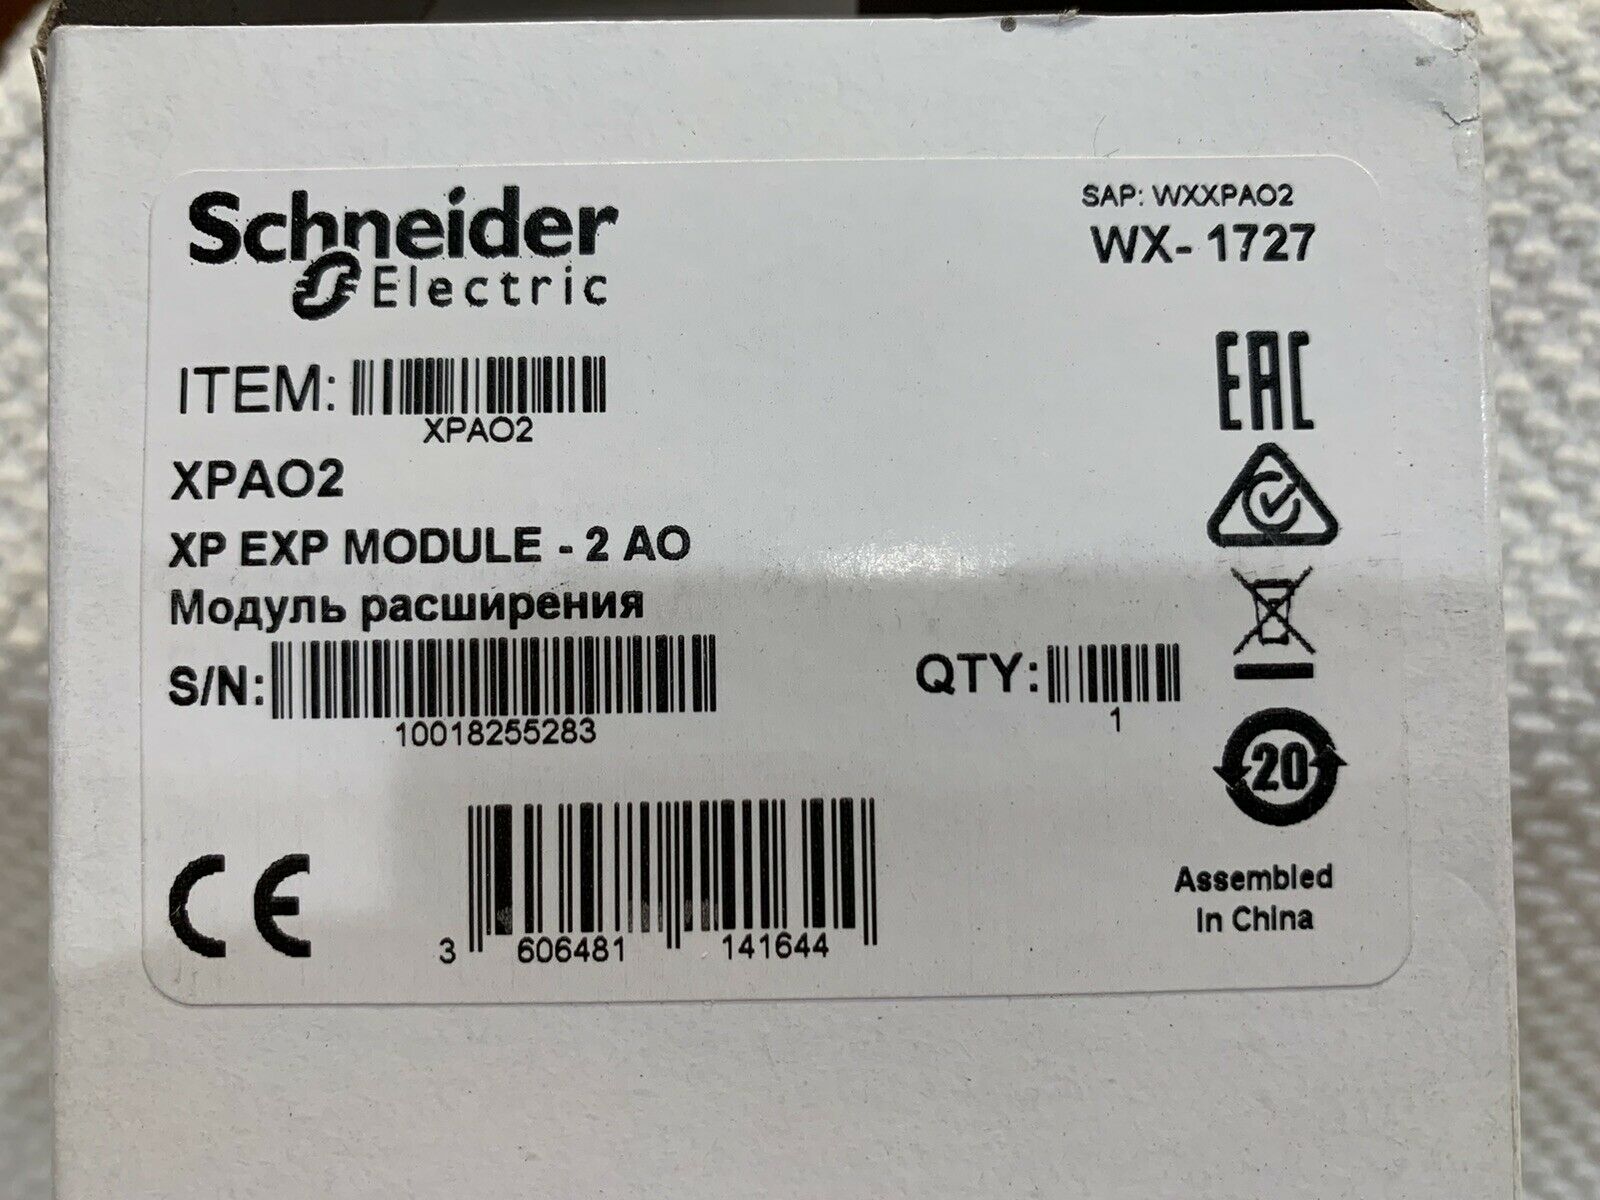 Schneider
Electric
SAP: WXXPAO2
WX- 1727
ITEM:
XPAO2
XPAO2
XP EXP MODULE - 2 AO
Модуль расширения
S/N:
10018255283
QTY:
1
EAC
20
CE
3 606481 141644
Assembled
In China